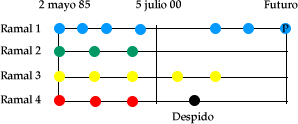 2 mayo 85 5 julio 00 Futuro
Ramal 1 P
Ramal 2
Ramal 3
Ramal 4
Despido